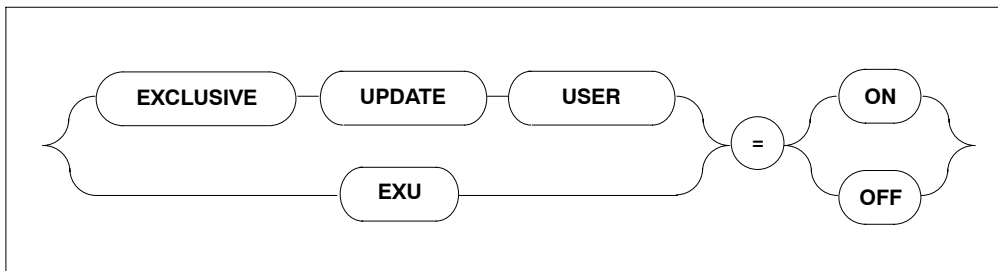 EXCLUSIVE UPDATE USER ON
=
EXU OFF